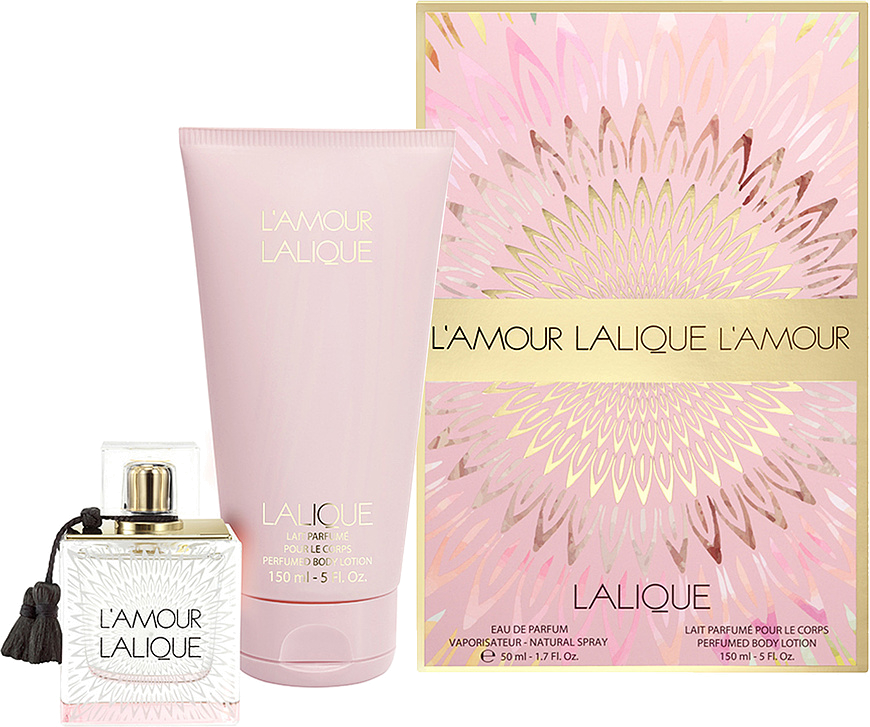 L'AMOUR
LALIQUE
LALIQUE
LAIT PARFUMÉ
POUR LE CORPS
PERFUMED BODY LOTION
150 ml - 5 Fl. Oz.
L'AMOUR
LALIQUE
L'AMOUR LALIQUE L'AMOUR
LALIQUE
EAU DE PARFUM
VAPORISATEUR - NATURAL SPRAY
℮ 50 ml - 1.7 Fl. Oz.
LAIT PARFUMÉ POUR LE CORPS
PERFUMED BODY LOTION
150 ml - 5 Fl. Oz.